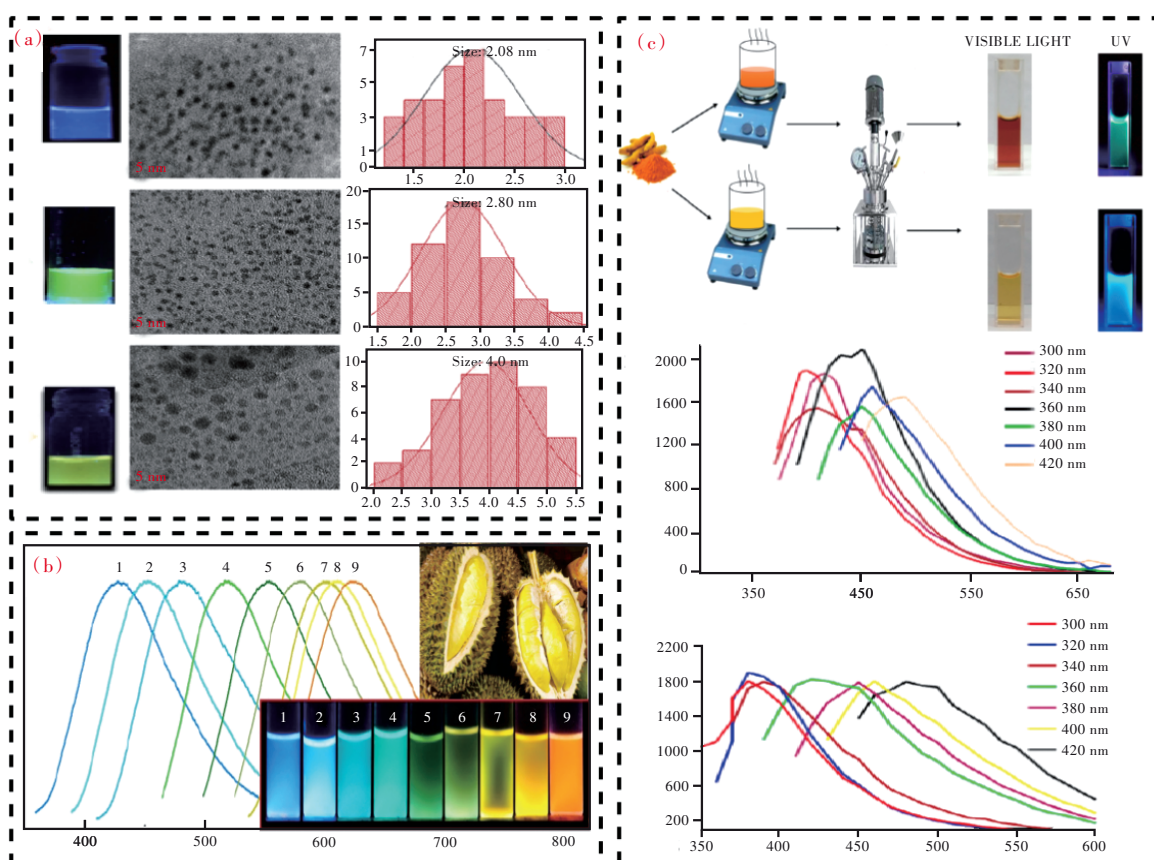 (a)
Size: 2.08 nm
7
5
3
1
0
1.5 2.0 2.5 3.0
5 nm
Size: 2.80 nm
20
15
10
5
0
1.5 2.0 2.5 3.0 3.5 4.0 4.5
5 nm
Size: 4.0 nm
10
8
6
4
2
0
2.0 2.5 3.0 3.5 4.0 4.5 5.0 5.5
5 nm
(b)
1 2 3 4 5 6 7 8 9
1 2 3 4 5 6 7 8 9
400 500 600 700 800
(c)
VISIBLE LIGHT UV
2000
1600
1200
800
400
0
350 450 550 650
300 nm
320 nm
340 nm
360 nm
380 nm
400 nm
420 nm
2200
1800
1400
1000
600
200
350 400 450 500 550 600
300 nm
320 nm
340 nm
360 nm
380 nm
400 nm
420 nm